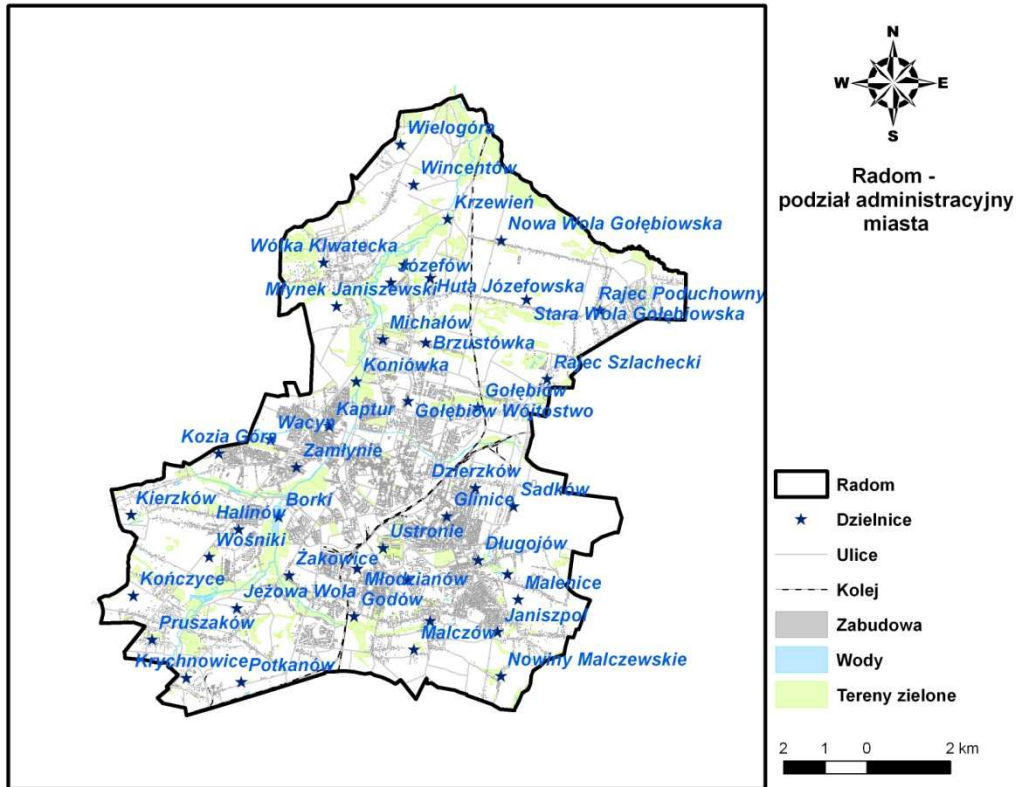 N
W E
S
Radom -
podział administracyjny
miasta
Wielogóra
Wincentów
Krzewień
Nowa Wola Gołębiowska
Wólka Klwatecka
Józefów
Huta Józefowska
Młynek Janiszewski
Rajec Poduchowny
Stara Wola Gołębiowska
Michałów
Brzustówka
Rajec Szlachecki
Koniówka
Gołębiów
Kaptur
Gołębiów Wójtostwo
Wacyn
Kozia Góra
Zamłynie
Dzierzków
Sadków
Kierzków
Borki
Glinice
Halinów
Ustronie
Wośniki
Długojów
Żakowice
Kończyce
Młodzianów
Malenice
Jeżowa Wola
Godów
Janiszpol
Pruszaków
Malczów
Krychnowice
Potkanów
Nowiny Malczewskie
Radom
Dzielnice
Ulice
Kolej
Zabudowa
Wody
Tereny zielone
2 1 0 2 km